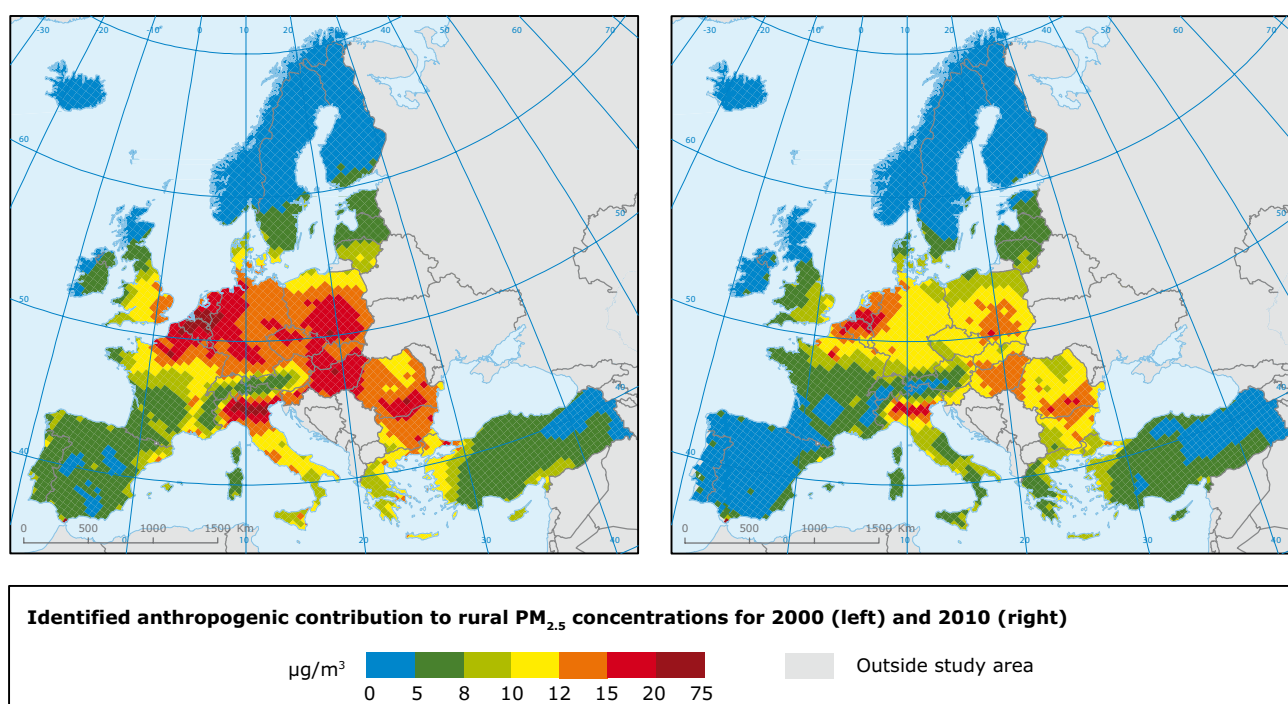 -30 -20 -10 0 10 20 30 60 70
60
50
50
40
40
0 500 1000 1500 Km
0 20 30 40
-30 -20 -10 0 10 20 30 60 70
60
50
50
40
40
0 500 1000 1500 Km
0 10 20 30 40
Identified anthropogenic contribution to rural PM2.5 concentrations for 2000 (left) and 2010 (right)
µg/m³
0 5 8 10 12 15 20 75
Outside study area